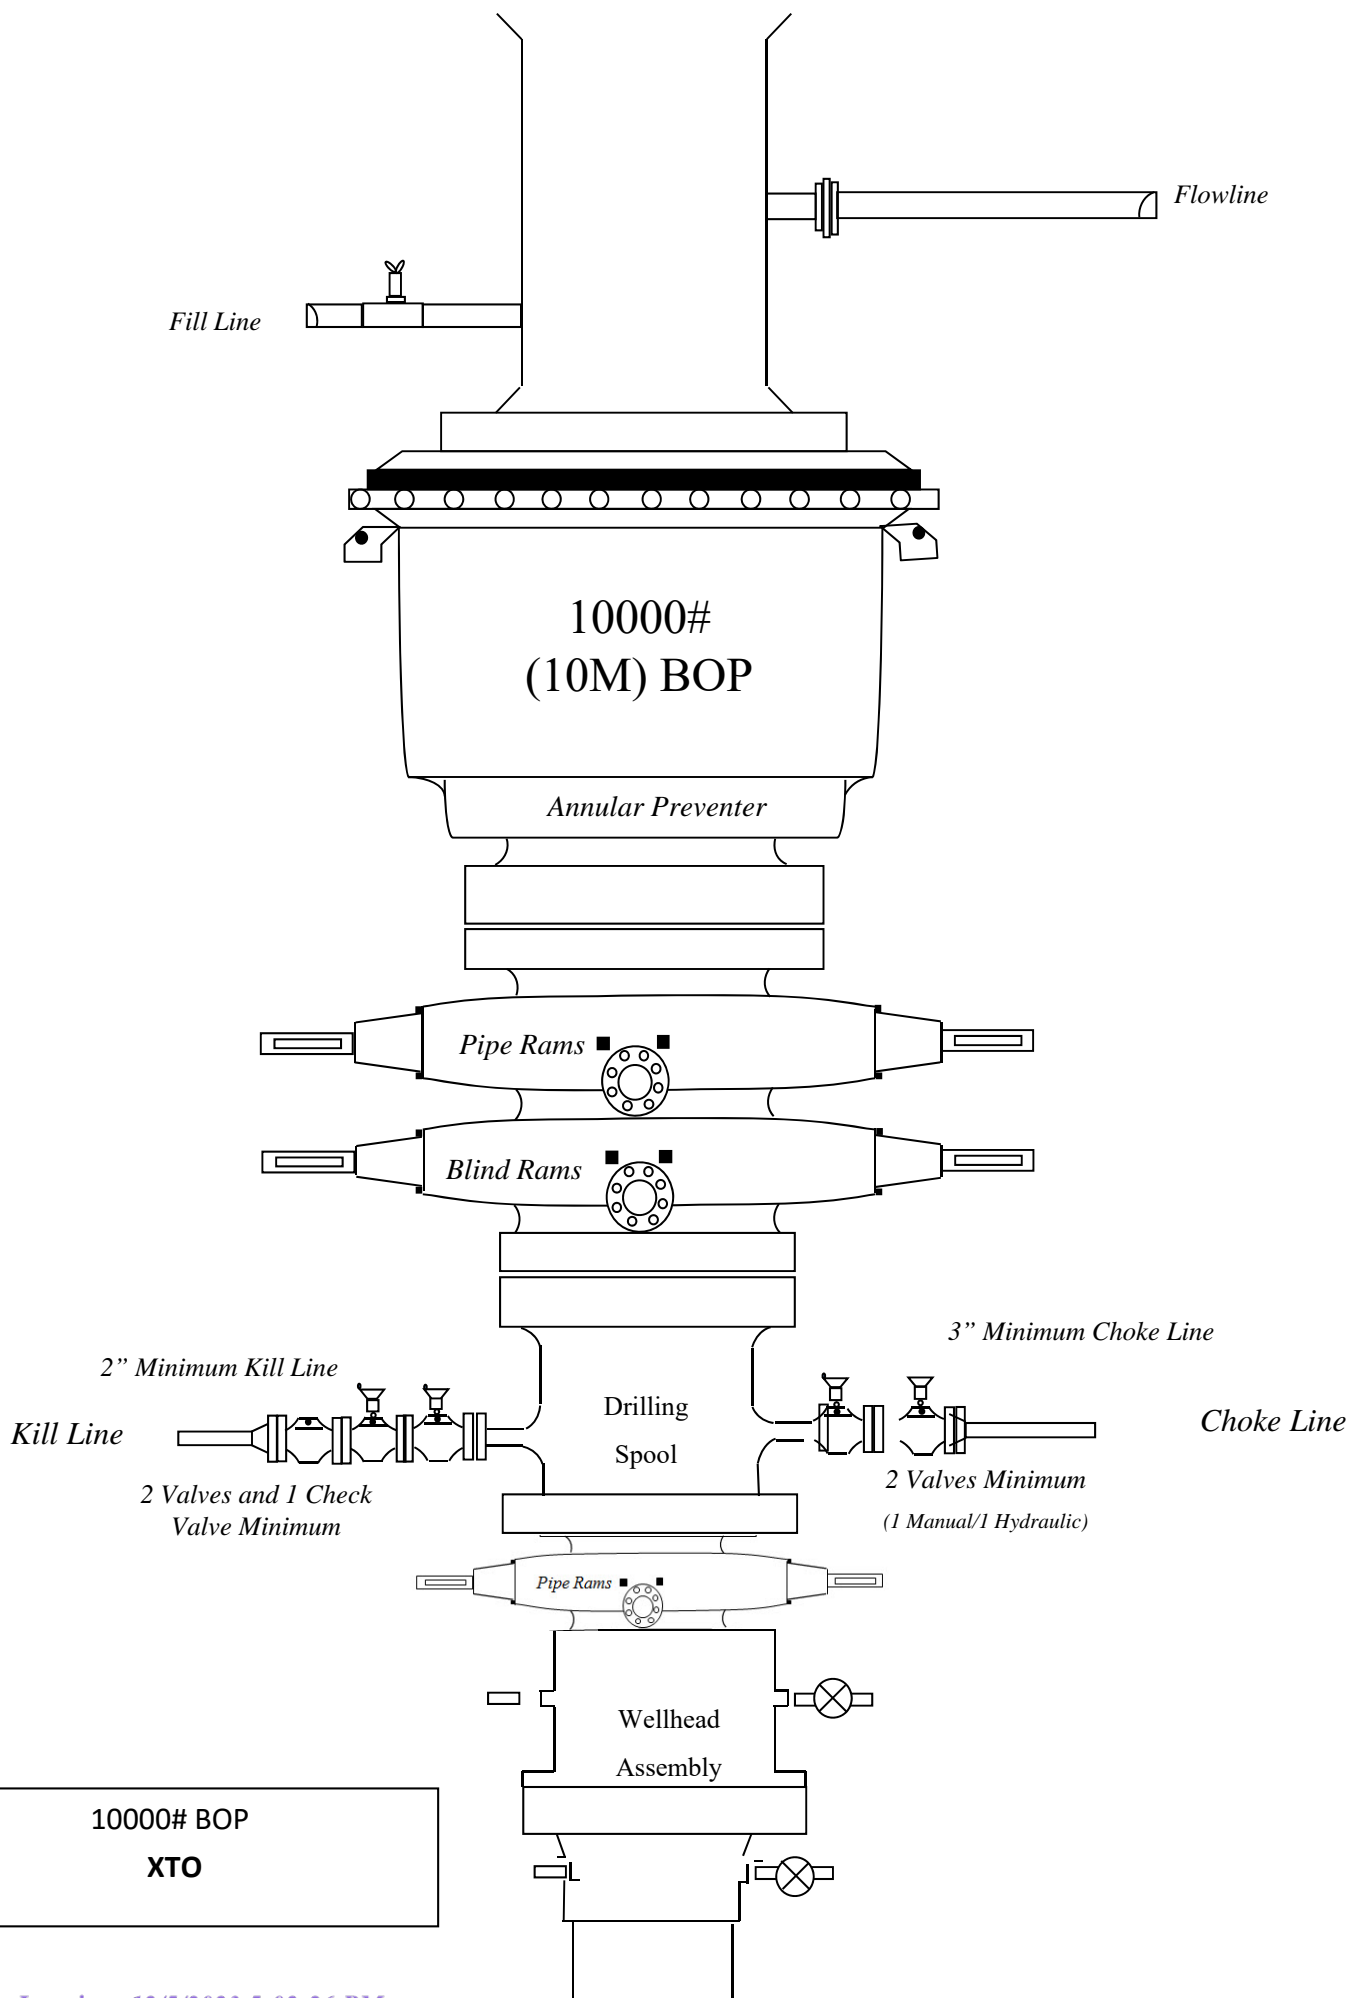 Flowline
Fill Line
10000#
(10M) BOP
Annular Preventer
Pipe Rams
Blind Rams
3” Minimum Choke Line
2” Minimum Kill Line
Drilling
Spool
Kill Line
Choke Line
2 Valves and 1 Check
Valve Minimum
2 Valves Minimum
(1 Manual/1 Hydraulic)
Pipe Rams
Wellhead
Assembly
10000# BOP
XTO